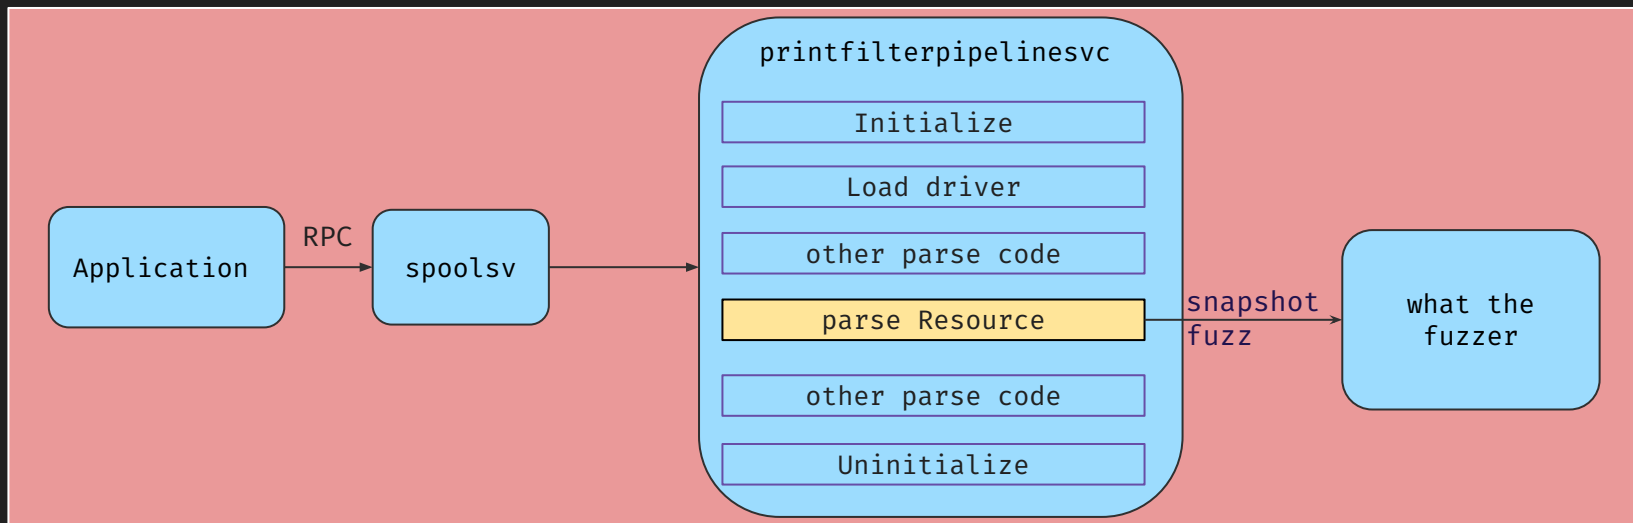 printfilterpipelinesvc
Initialize
Load driver
other parse code
parse Resource
other parse code
Uninitialize
Application
RPC
spoolsv
snapshot
fuzz
what the
fuzzer